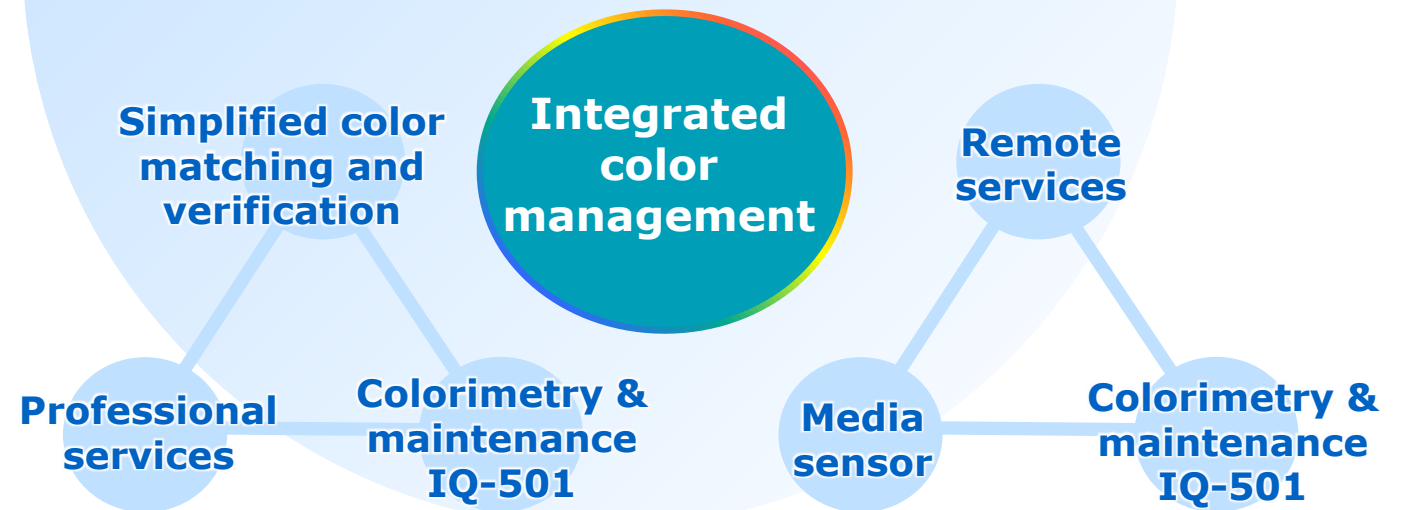 Simplified color
matching and
verification
Integrated
color
management
Remote
services
Professional
services
Colorimetry &
maintenance
IQ-501
Media
sensor
Colorimetry &
maintenance
IQ-501